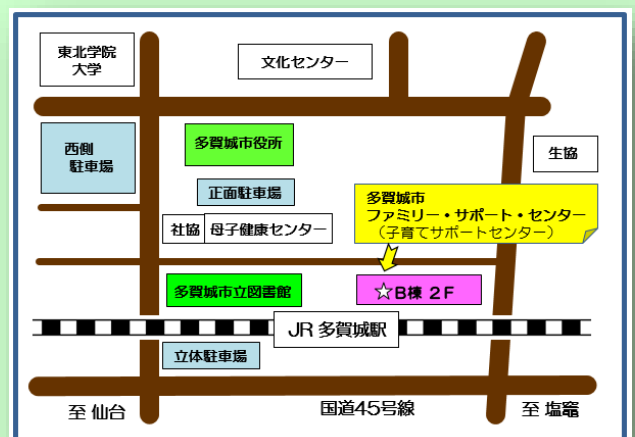 東北学院
大学
文化センター
西側
駐車場
多賀城市役所
生協
正面駐車場
多賀城市
ファミリー・サポート・センター
（子育てサポートセンター）
社協
母子健康センター
多賀城市立図書館
☆B棟 2F
JR 多賀城駅
立体駐車場
至 仙台
国道45号線
至 塩竈